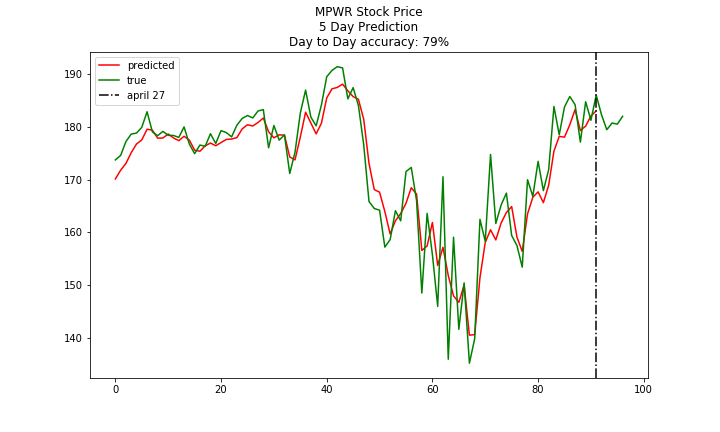 MPWR Stock Price
5 Day Prediction
Day to Day accuracy: 79%
predicted
true
april 27
190
180
170
160
150
140
0
20
40
60
80
100